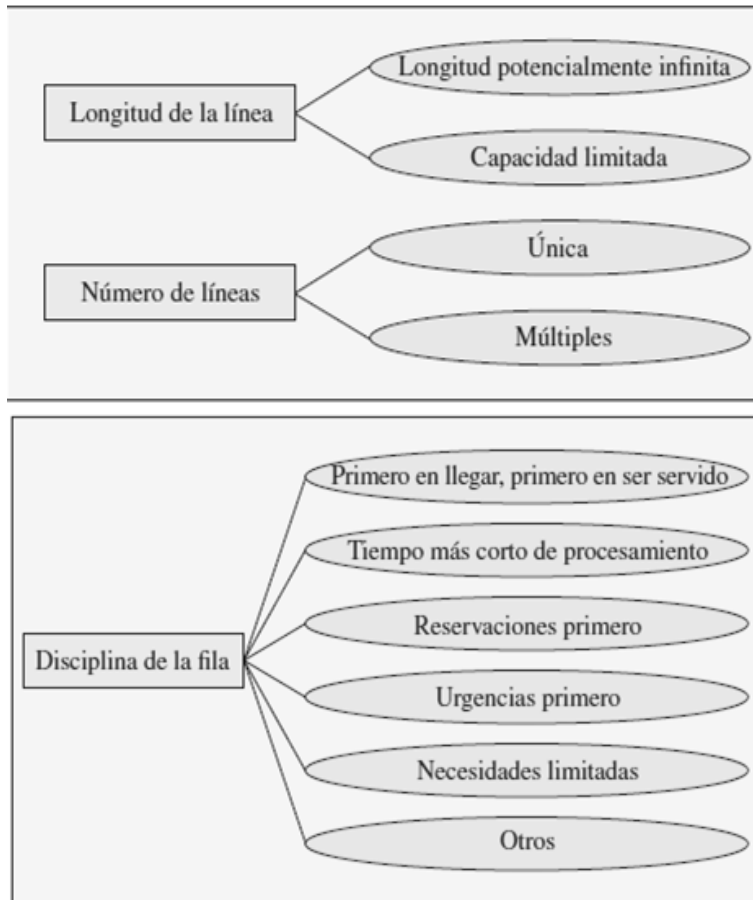 Longitud de la línea
Longitud potencialmente infinita
Capacidad limitada
Número de líneas
Única
Múltiples
Disciplina de la fila
Primero en llegar, primero en ser servido
Tiempo más corto de procesamiento
Reservaciones primero
Urgencias primero
Necesidades limitadas
Otros